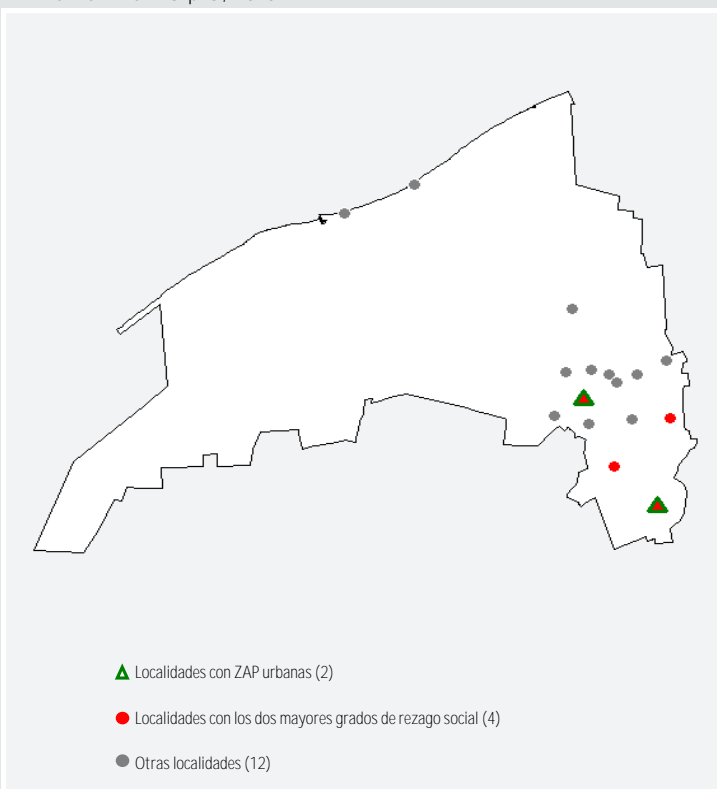 Localidades con ZAP urbanas (2)
Localidades con los dos mayores grados de rezago social (4)
Otras localidades (12)